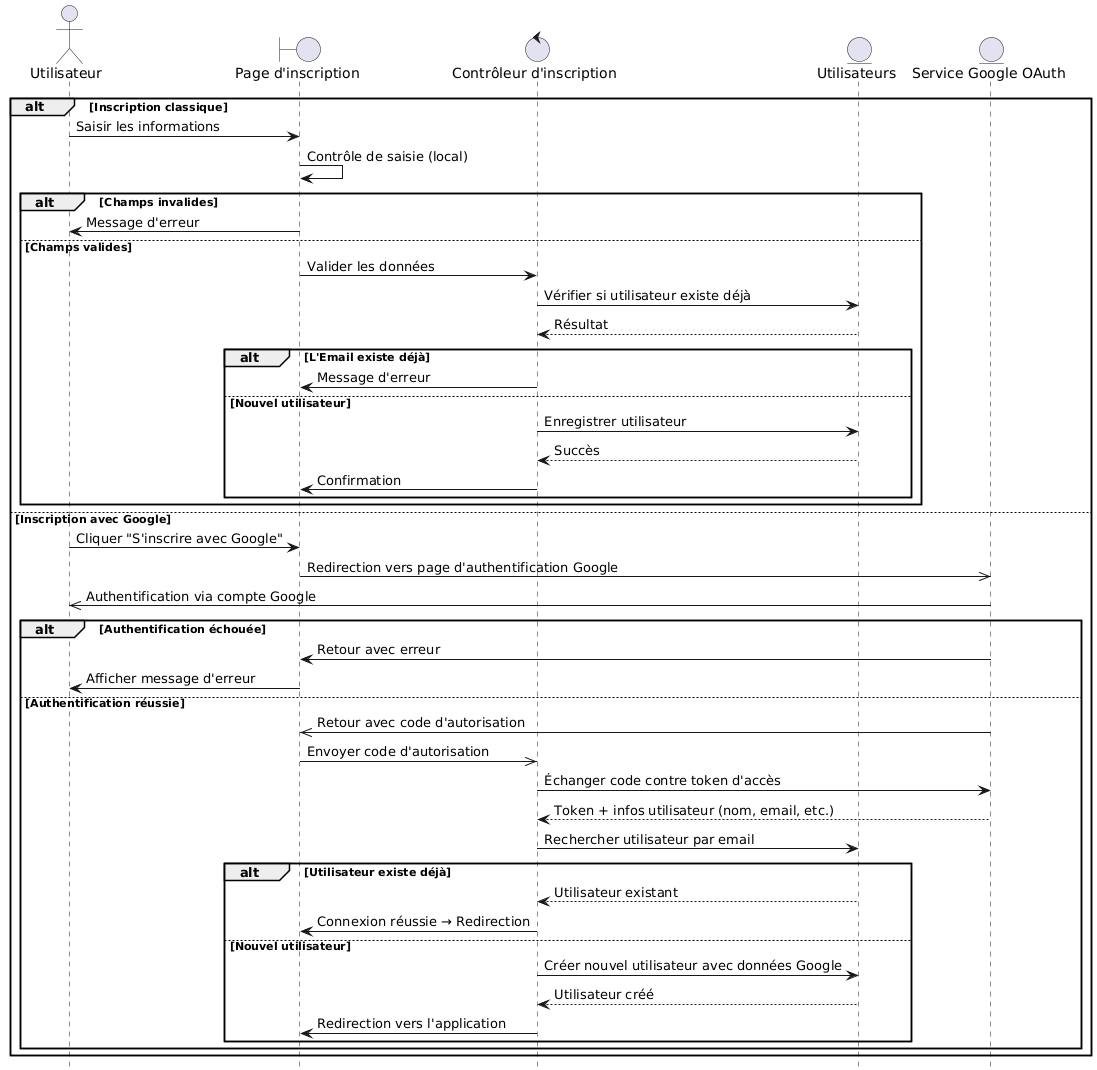 Utilisateur
Page d'inscription
Contrôleur d'inscription
Utilisateurs
Service Google OAuth
alt
[Inscription classique]
Saisir les informations
Contrôle de saisie (local)
alt
[Champs invalides]
Message d'erreur
[Champs valides]
Valider les données
Vérifier si utilisateur existe déjà
Résultat
alt
[L'Email existe déjà]
Message d'erreur
[Nouvel utilisateur]
Enregistrer utilisateur
Succès
Confirmation
[Inscription avec Google]
Cliquer "S'inscrire avec Google"
Redirection vers page d'authentification Google
Authentification via compte Google
alt
[Authentification échouée]
Retour avec erreur
Afficher message d'erreur
[Authentification réussie]
Retour avec code d'autorisation
Envoyer code d'autorisation
Échanger code contre token d'accès
Token + infos utilisateur (nom, email, etc.)
Rechercher utilisateur par email
alt
[Utilisateur existe déjà]
Utilisateur existant
Connexion réussie → Redirection
[Nouvel utilisateur]
Créer nouvel utilisateur avec données Google
Utilisateur créé
Redirection vers l'application